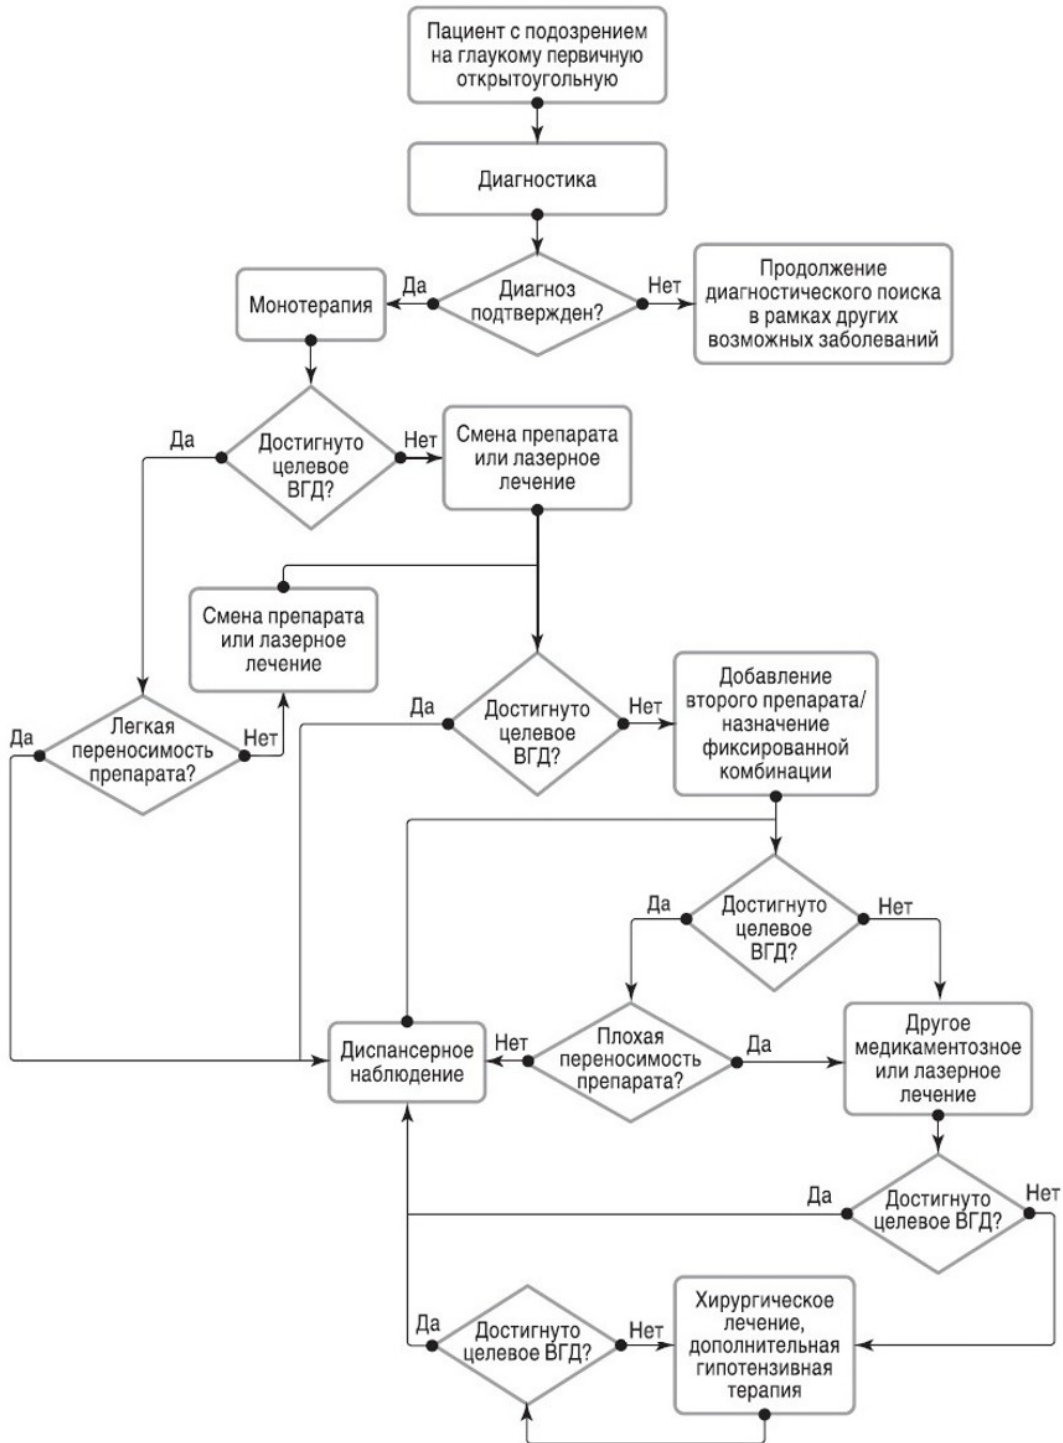 Пациент с подозрением
на глаукому первичную
открытоугольную
Диагностика
Да
Диагноз
подтвержден?
Нет
Монотерапия
Продолжение
диагностического поиска
в рамках других
возможных заболеваний
Да
Достигнуто
целевое
ВГД?
Нет
Смена препарата
или лазерное
лечение
Смена препарата
или лазерное
лечение
Да
Легкая
переносимость
препарата?
Нет
Да
Достигнуто
целевое
ВГД?
Нет
Добавление
второго препарата/
назначение
фиксированной
комбинации
Да
Достигнуто
целевое
ВГД?
Нет
Диспансерное
наблюдение
Нет
Плохая
переносимость
препарата?
Да
Другое
медикаментозное
или лазерное
лечение
Да
Достигнуто
целевое ВГД?
Нет
Да
Достигнуто
целевое ВГД?
Нет
Хирургическое
лечение,
дополнительная
гипотензивная
терапия